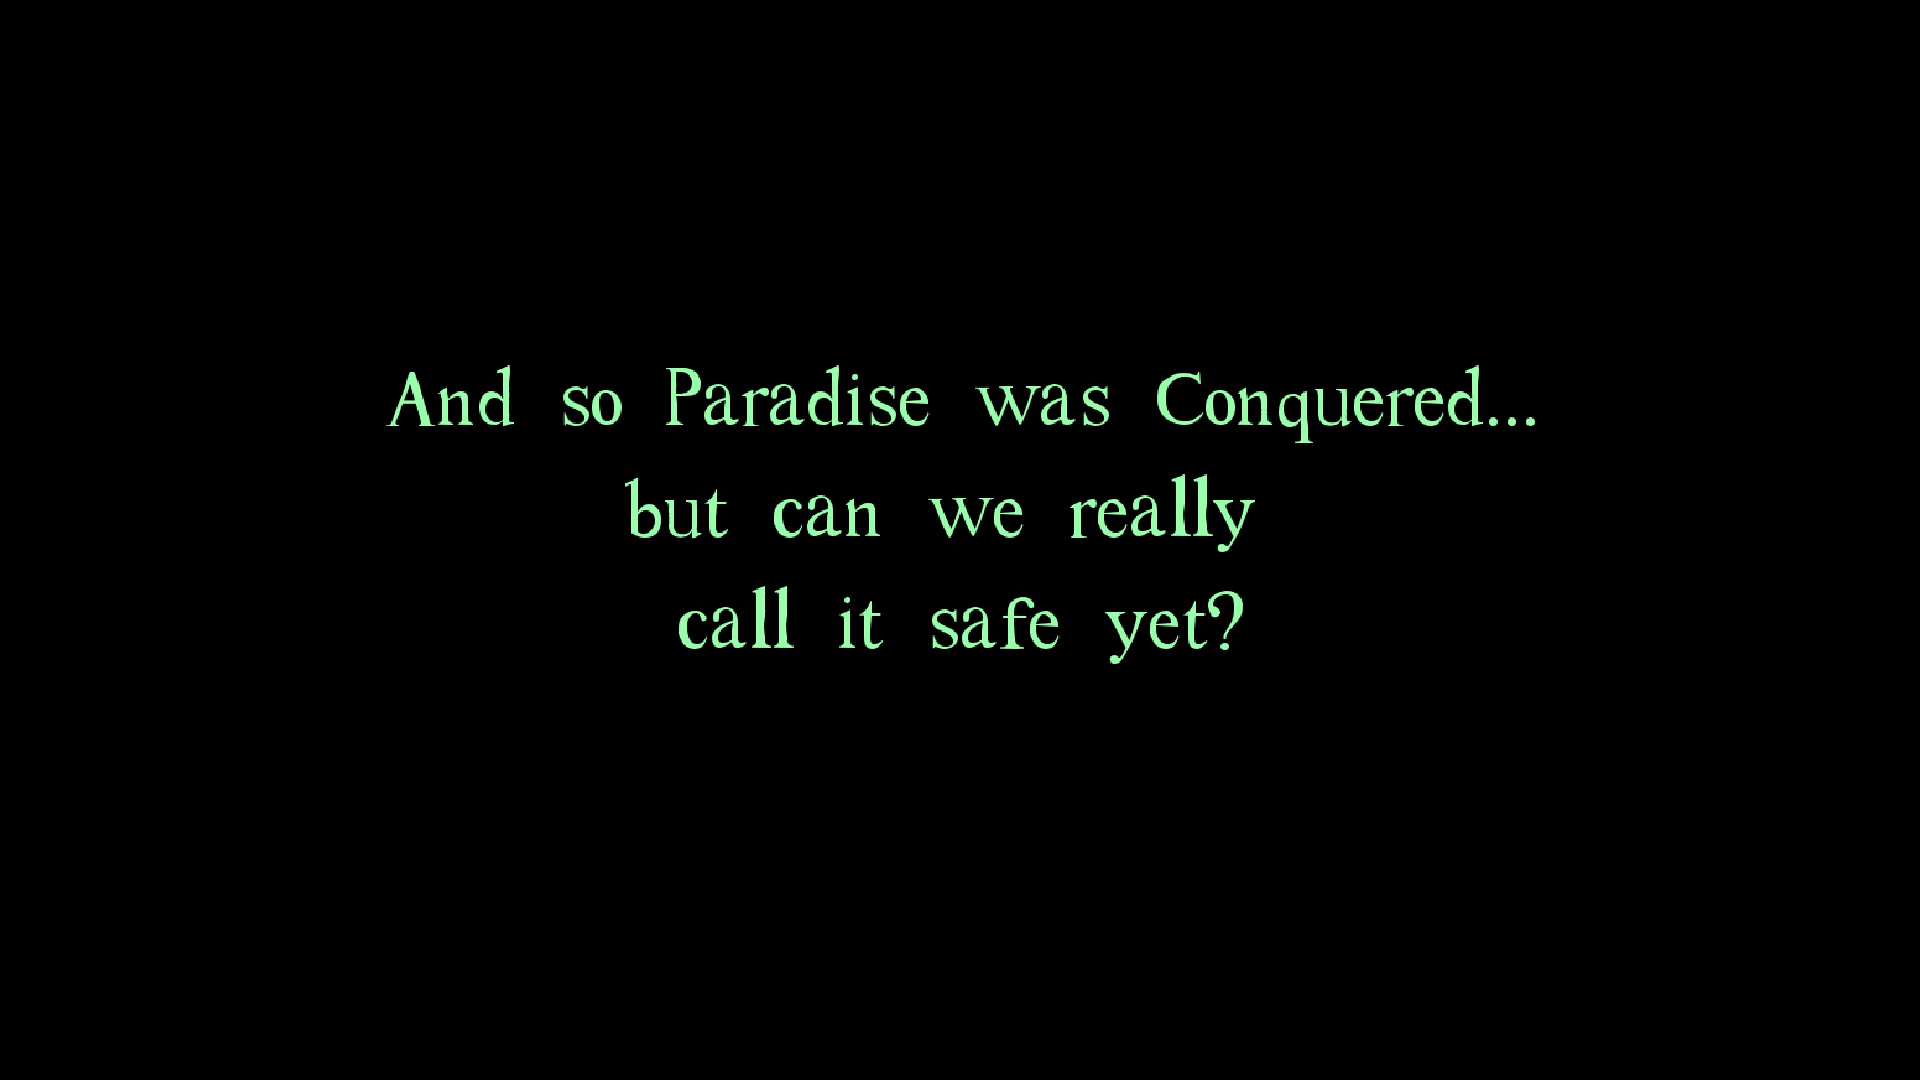 And so Paradise was Conquered...
but can we really
call it safe yet?